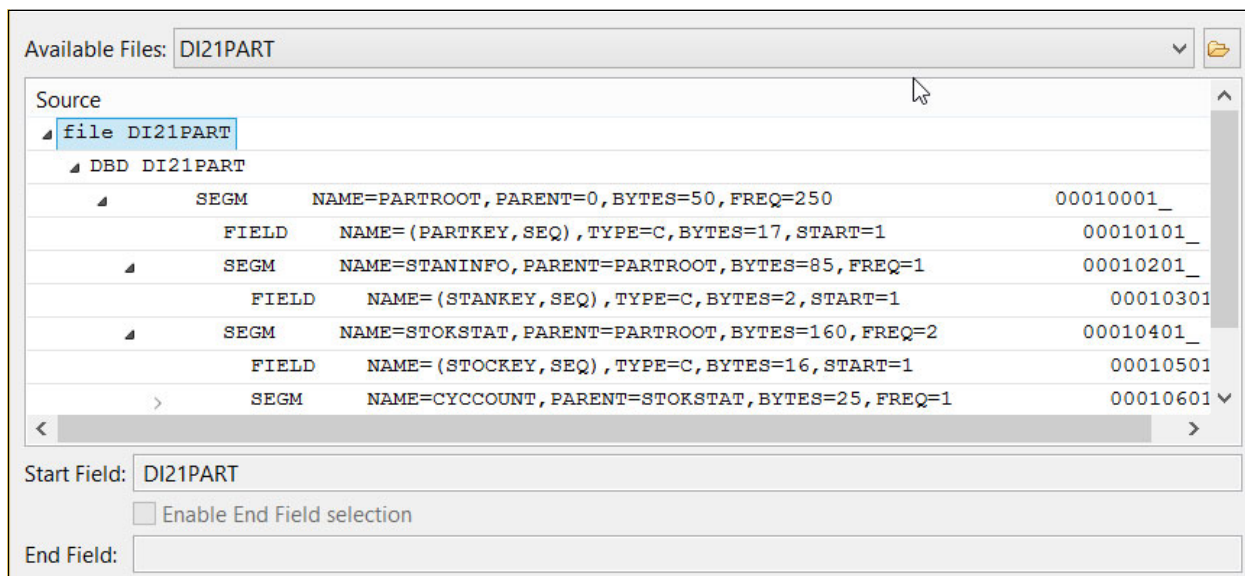 Available Files: DI21PART
Source
file DI21PART
DBD DI21PART
SEGM NAME=PARTROOT,PARENT=0,BYTES=50,FREQ=250 00010001_
FIELD NAME=(PARTKEY,SEQ),TYPE=C,BYTES=17,START=1 00010101_
SEGM NAME=STANINFO,PARENT=PARTROOT,BYTES=85,FREQ=1 00010201_
FIELD NAME=(STANKEY,SEQ),TYPE=C,BYTES=2,START=1 00010301
SEGM NAME=STOKSTAT,PARENT=PARTROOT,BYTES=160,FREQ=2 00010401_
FIELD NAME=(STOCKEY,SEQ),TYPE=C,BYTES=16,START=1 00010501
SEGM NAME=CYCCOUNT,PARENT=STOKSTAT,BYTES=25,FREQ=1 00010601
Start Field: DI21PART
Enable End Field selection
End Field: